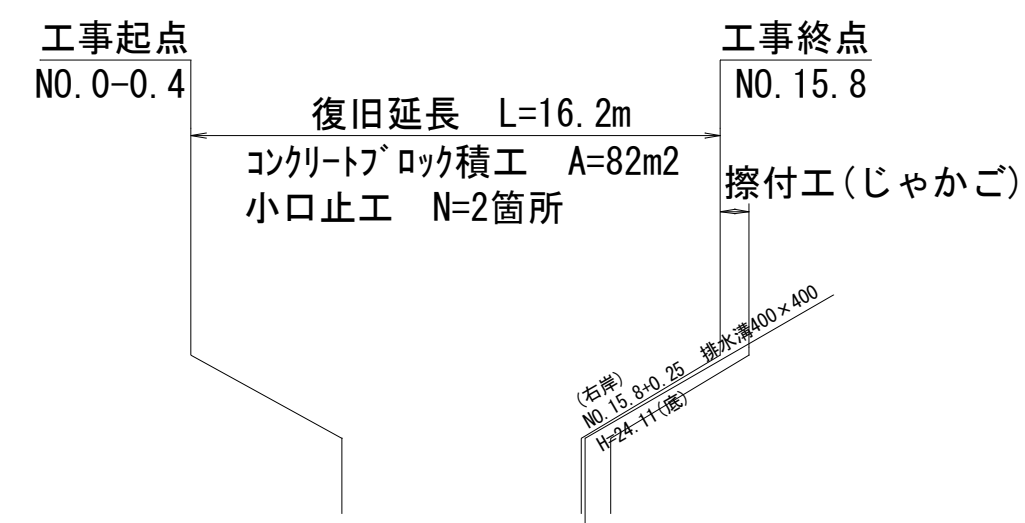 工事起点
NO.0-0.4
工事終点
NO.15.8
復旧延長　L=16.2m
コンクリートブロック積工　A=82m2
小口止工　N=2箇所
擦付工(じゃかご)
(右岸)
NO.15.8+0.25　排水溝400×400
H=24.11(底)